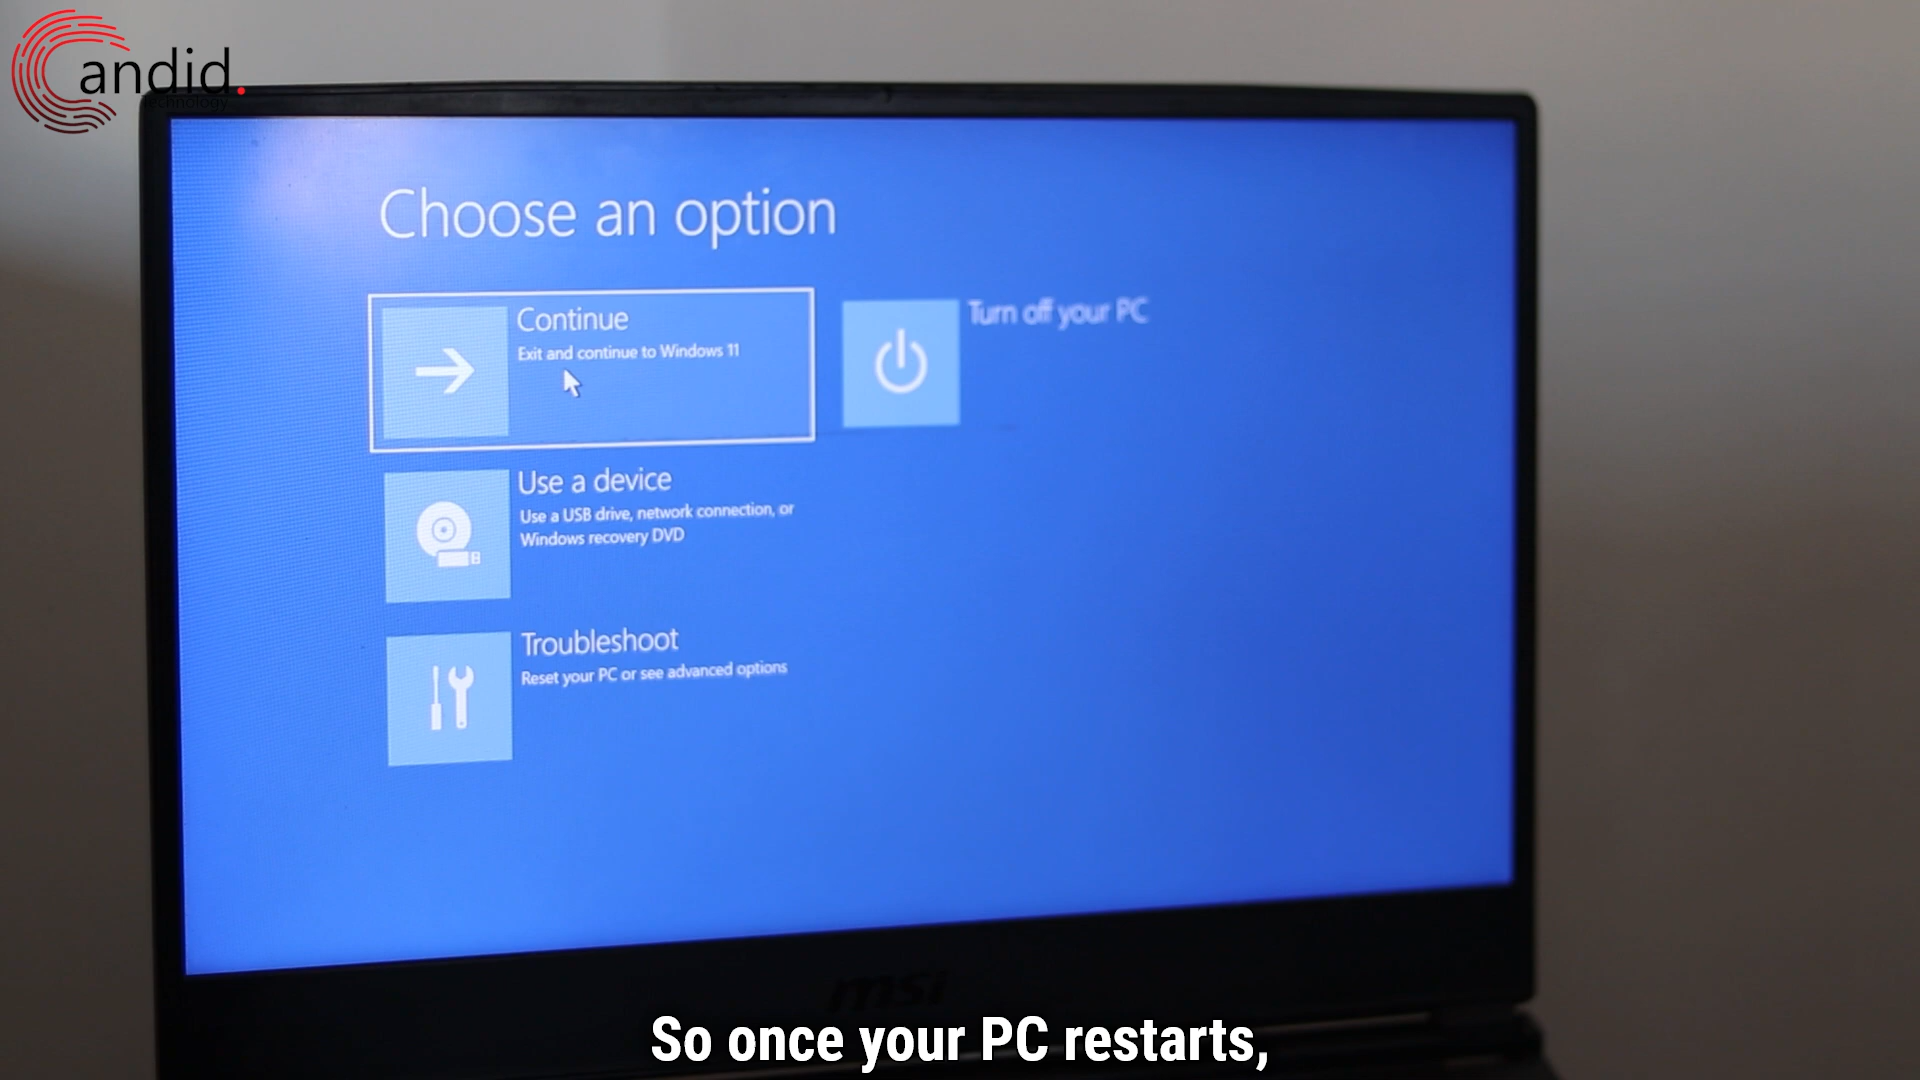 Candid.
Technology
Choose an option
Continue
Exit and continue to Windows 11
Turn off your PC
Use a device
Use a USB drive, network connection, or
Windows recovery DVD
Troubleshoot
Reset your PC or see advanced options
msi
So once your PC restarts,